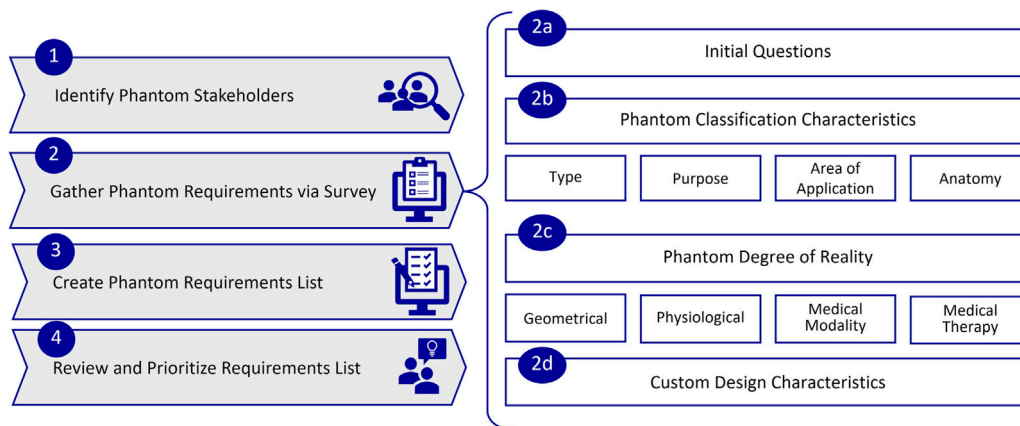 1
Identify Phantom Stakeholders
2
Gather Phantom Requirements via Survey
3
Create Phantom Requirements List
4
Review and Prioritize Requirements List
2a
Initial Questions
2b
Phantom Classification Characteristics
Type
Purpose
Area of
Application
Anatomy
2c
Phantom Degree of Reality
Geometrical
Physiological
Medical
Modality
Medical
Therapy
2d
Custom Design Characteristics